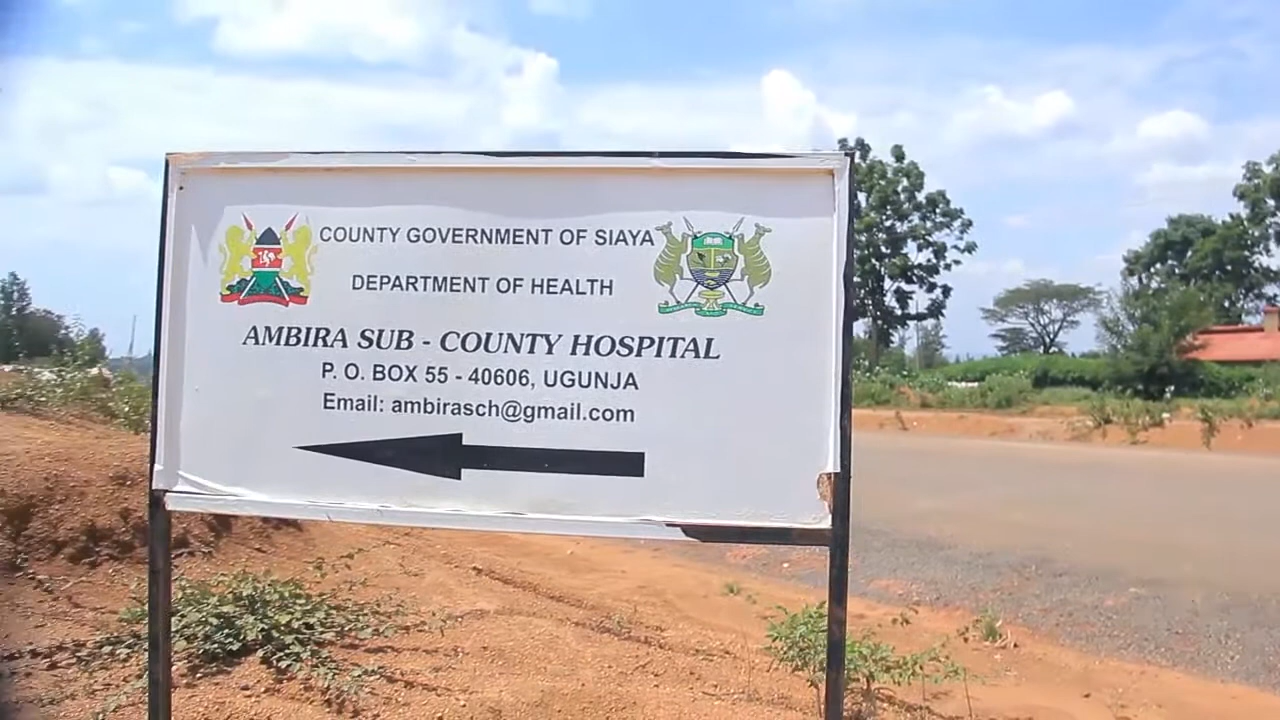 COUNTY GOVERNMENT OF SIAYA
DEPARTMENT OF HEALTH
AMBIRA SUB - COUNTY HOSPITAL
P. O. BOX 55 - 40606, UGUNJA
Email: ambirasch@gmail.com